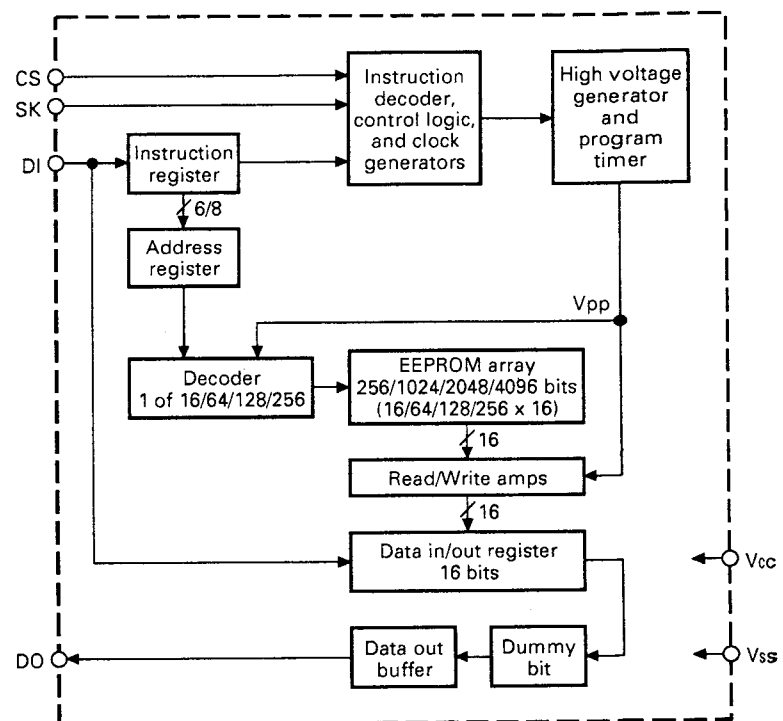 CS
SK
DI
Instruction
decoder,
control logic,
and clock
generators
High voltage
generator
and
program
timer
Instruction
register
6/8
Address
register
Vpp
Decoder
1 of 16/64/128/256
EEPROM array
256/1024/2048/4096 bits
(16/64/128/256 x 16)
16
Read/Write amps
16
Data in/out register
16 bits
Vcc
DO
Data out
buffer
Dummy
bit
Vss